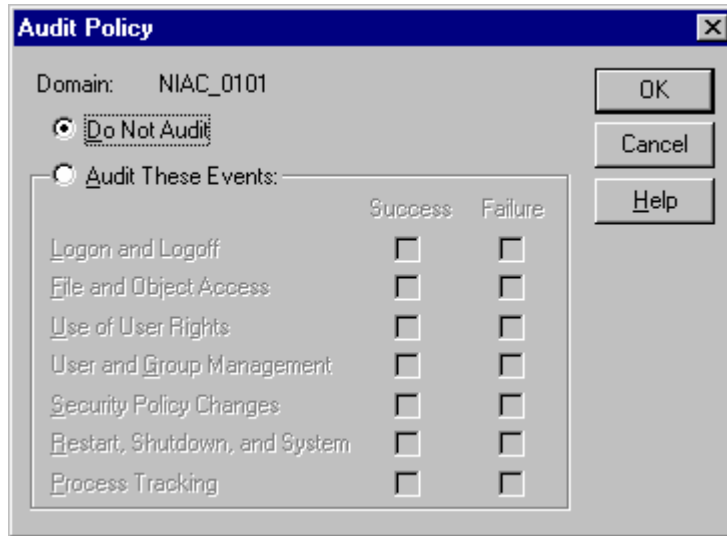 Audit Policy
Domain: NIAC_0101
Do Not Audit
Audit These Events:
Success Failure
Logon and Logoff
File and Object Access
Use of User Rights
User and Group Management
Security Policy Changes
Restart, Shutdown, and System
Process Tracking
OK
Cancel
Help